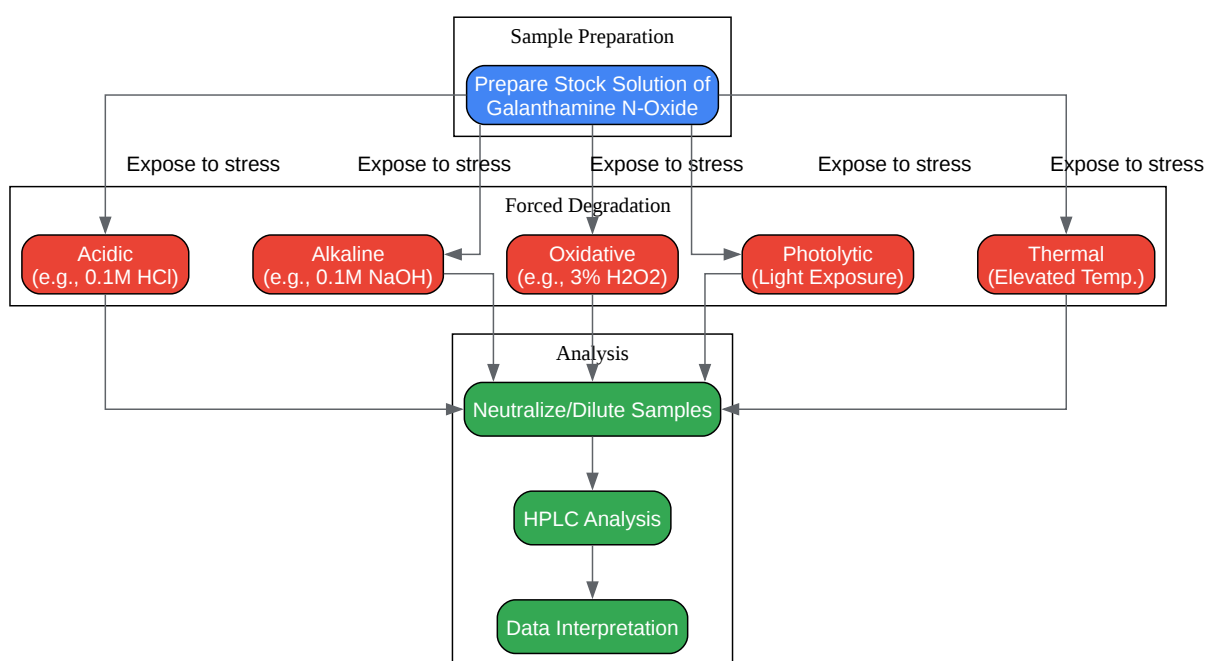 Sample Preparation
Prepare Stock Solution of
Galanthamine N-Oxide
Expose to stress
Expose to stress
Expose to stress
Expose to stress
Expose to stress
Forced Degradation
Acidic
(e.g., 0.1M HCl)
Alkaline
(e.g., 0.1M NaOH)
Oxidative
(e.g., 3% H2O2)
Photolytic
(Light Exposure)
Thermal
(Elevated Temp.)
Analysis
Neutralize/Dilute Samples
HPLC Analysis
Data Interpretation